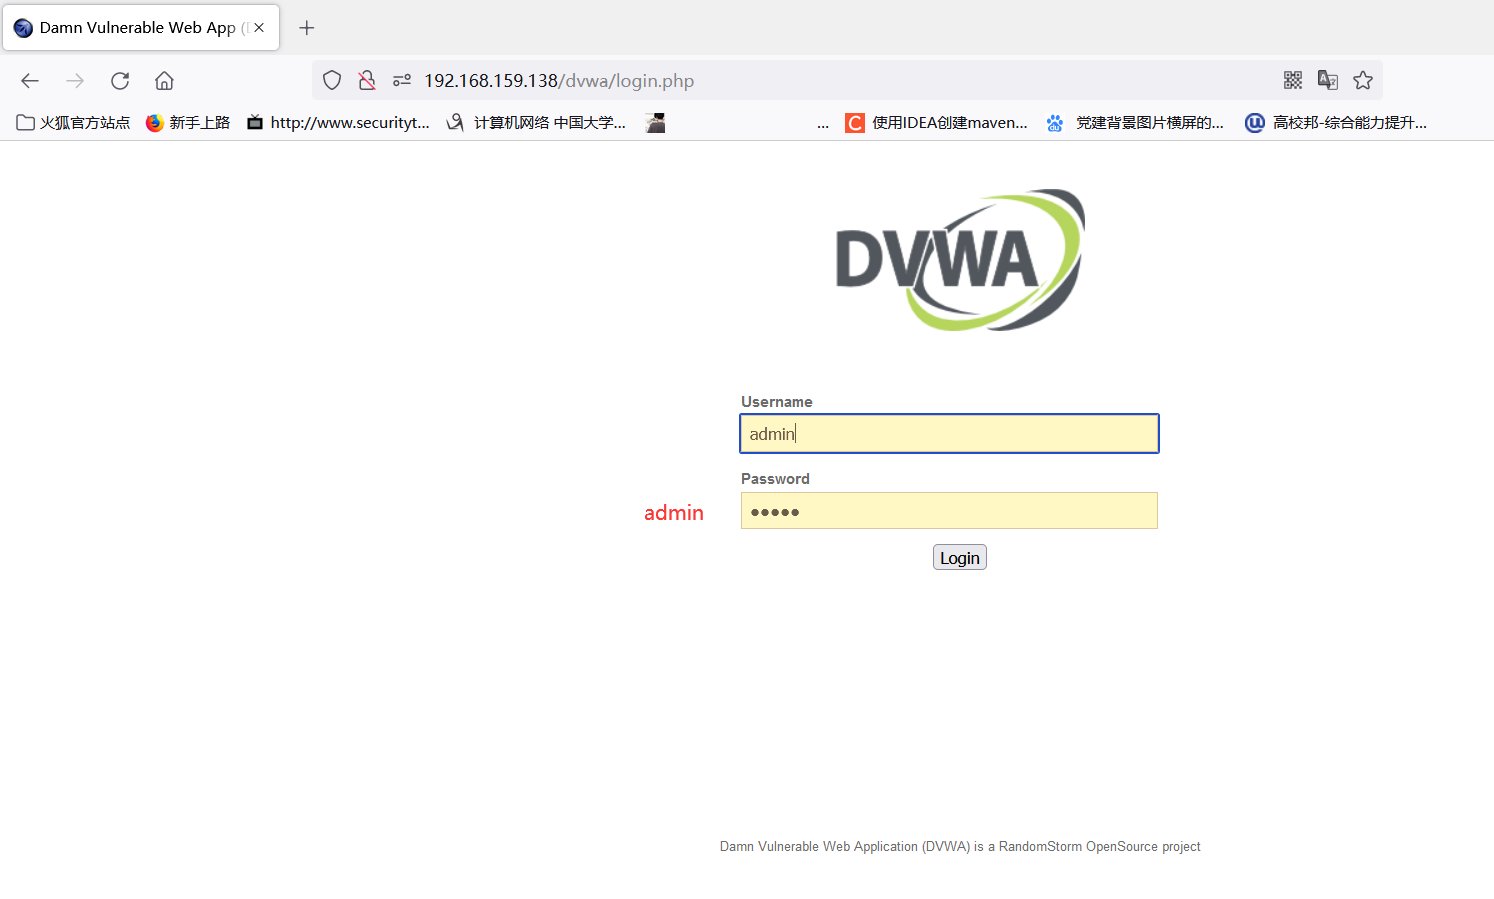 Damn Vulnerable Web App (D
192.168.159.138/dvwa/login.php
火狐官方站点 新手上路 http://www.securityt... 计算机网络 中国大学... ... 使用IDEA创建maven... 党建背景图片横屏的... 高校邦-综合能力提升...
DVWA
Username
admin
Password
admin •••••
Login
Damn Vulnerable Web Application (DVWA) is a RandomStorm OpenSource project